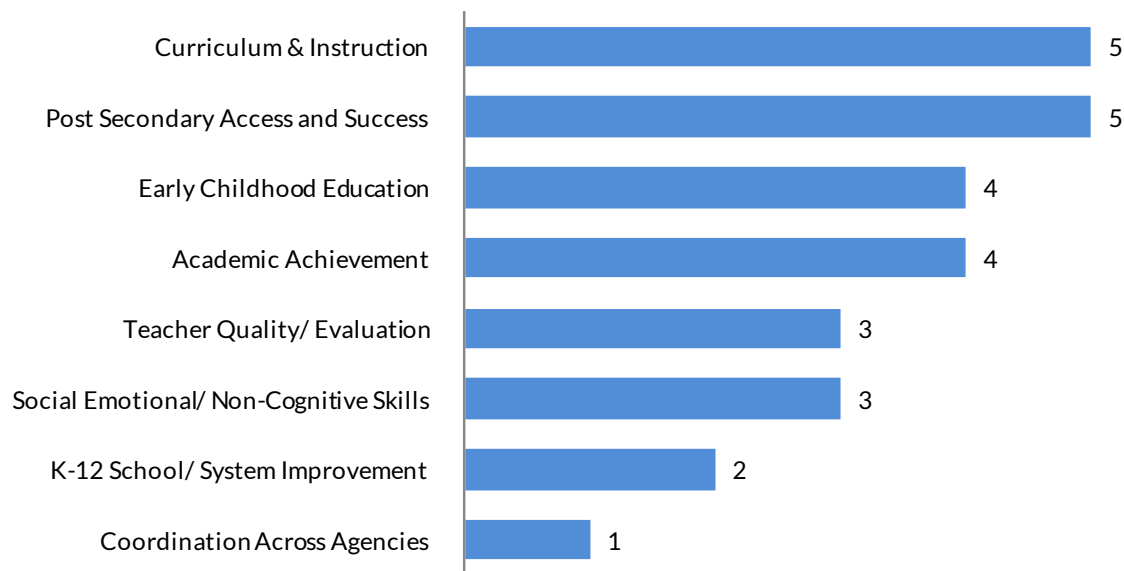 Curriculum & Instruction 5
Post Secondary Access and Success 5
Early Childhood Education 4
Academic Achievement 4
Teacher Quality/ Evaluation 3
Social Emotional/ Non-Cognitive Skills 3
K-12 School/ System Improvement 2
Coordination Across Agencies 1